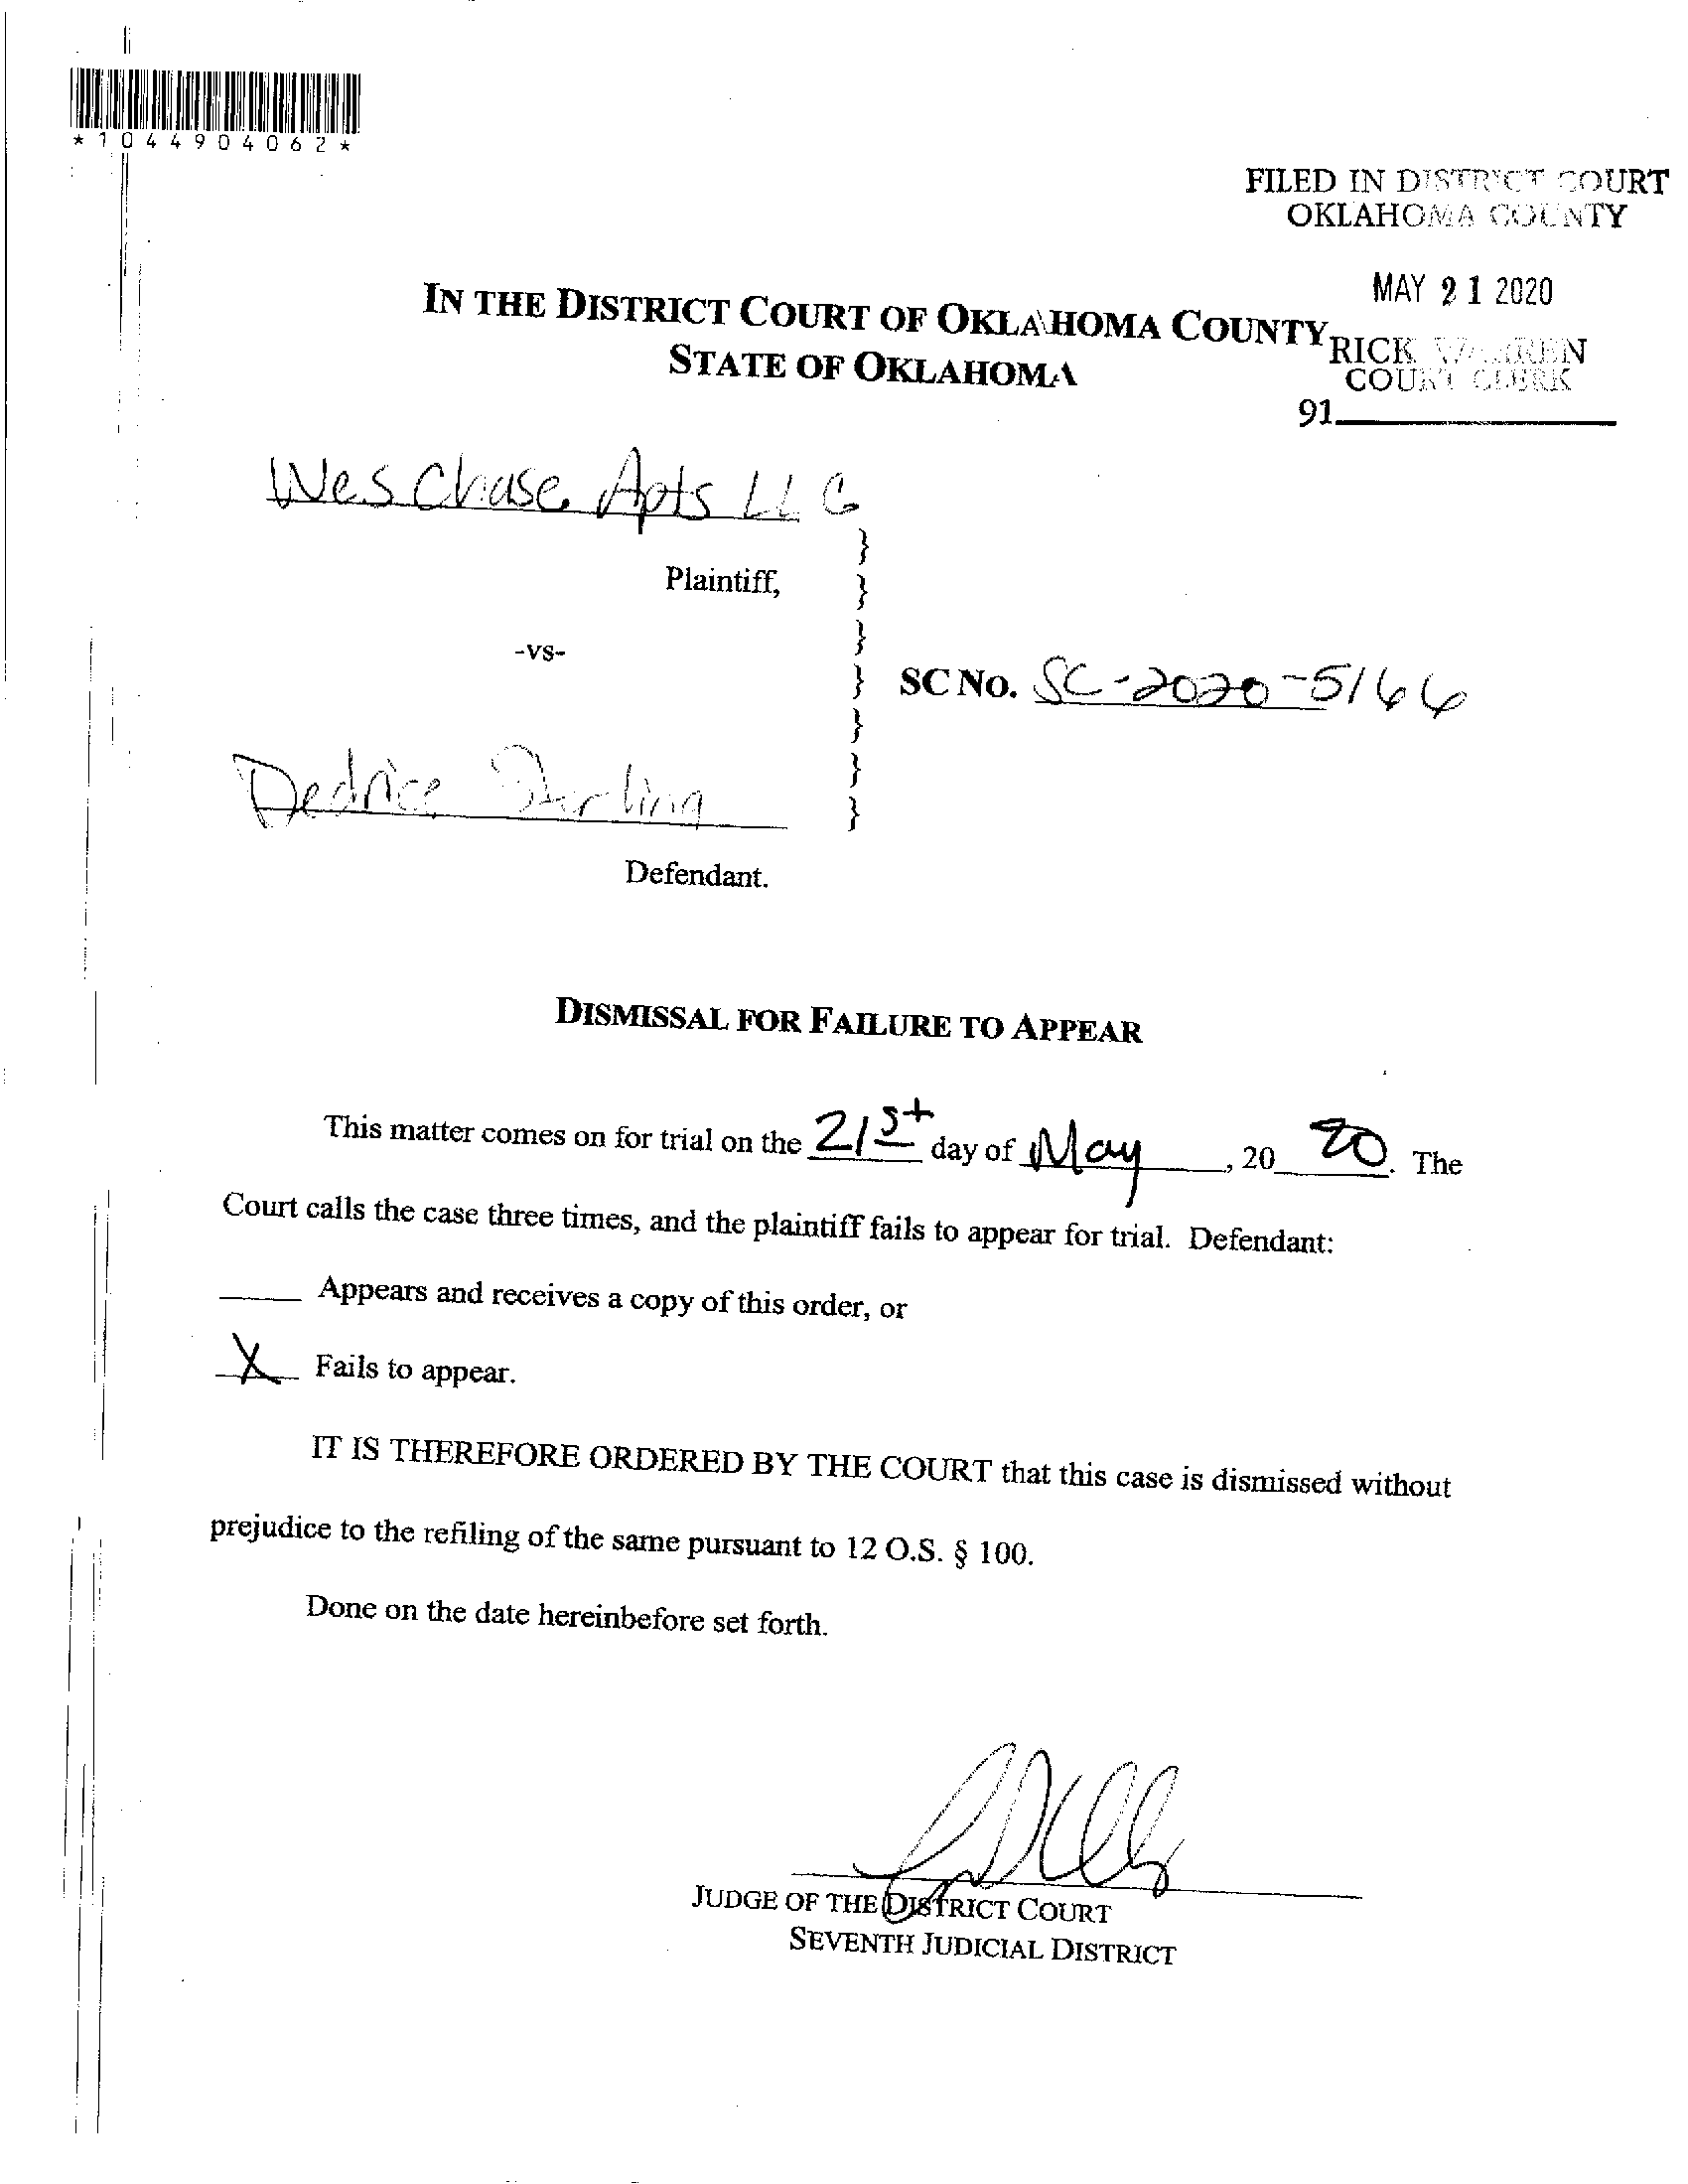 *1044904062*
FILED IN DISTRICT COURT
OKLAHOMA COUNTY
MAY 21 2020
RICK WARREN
COURT CLERK
91
IN THE DISTRICT COURT OF OKLAHOMA COUNTY
STATE OF OKLAHOMA
Wes Chase Apts LLC
Plaintiff,
-vs-
SC NO. SC-2020-5166
Dedrice Sterling
Defendant.
DISMISSAL FOR FAILURE TO APPEAR
This matter comes on for trial on the 21st day of May, 20 20. The
Court calls the case three times, and the plaintiff fails to appear for trial. Defendant:
____ Appears and receives a copy of this order, or
X Fails to appear.
IT IS THEREFORE ORDERED BY THE COURT that this case is dismissed without
prejudice to the refiling of the same pursuant to 12 O.S. § 100.
Done on the date hereinbefore set forth.
JUDGE OF THE DISTRICT COURT
SEVENTH JUDICIAL DISTRICT